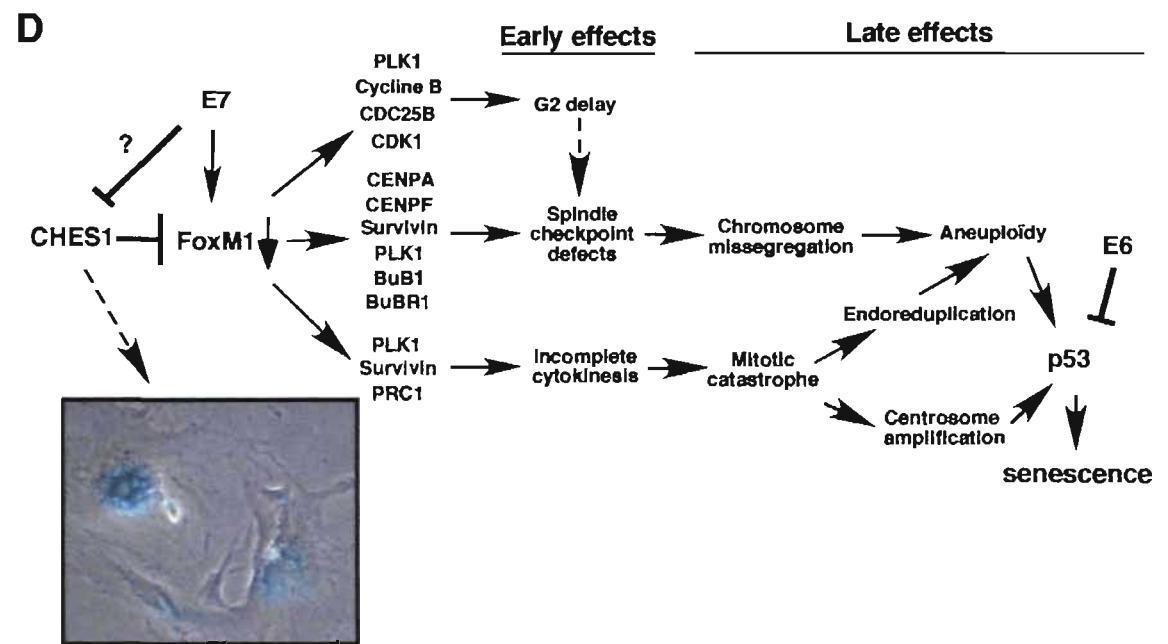 D
Early effects
Late effects
E7
?
CHES1
FoxM1
PLK1
Cycline B
CDC25B
CDK1
G2 delay
CENPA
CENPF
Survivin
PLK1
BuB1
BuBR1
Spindle
checkpoint
defects
Chromosome
missegregation
Aneuploïdy
E6
Endoreduplication
PLK1
Survivin
PRC1
Incomplete
cytokinesis
Mitotic
catastrophe
Centrosome
amplification
p53
senescence